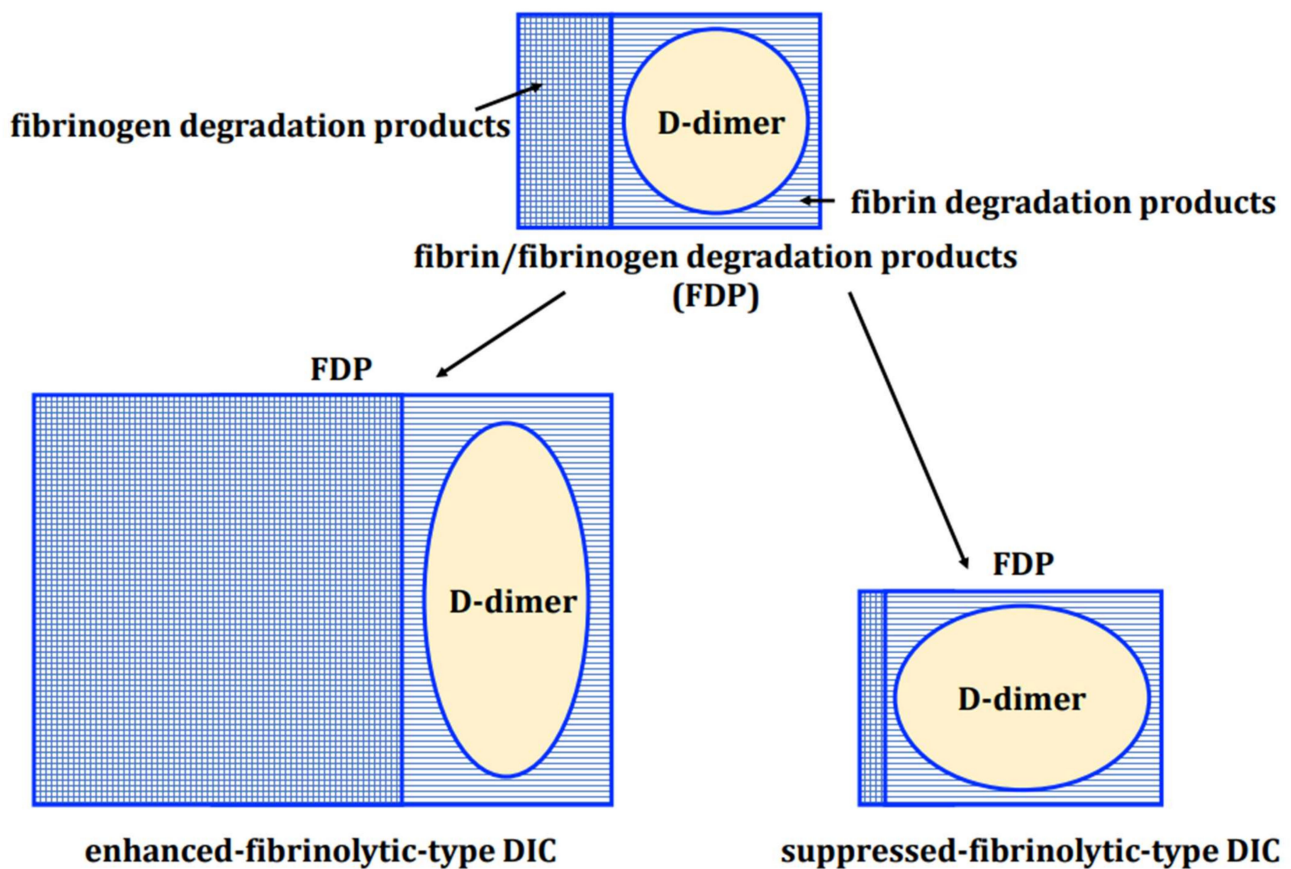 fibrinogen degradation products
D-dimer
fibrin degradation products
fibrin/fibrinogen degradation products
(FDP)
FDP
D-dimer
enhanced-fibrinolytic-type DIC
FDP
D-dimer
suppressed-fibrinolytic-type DIC